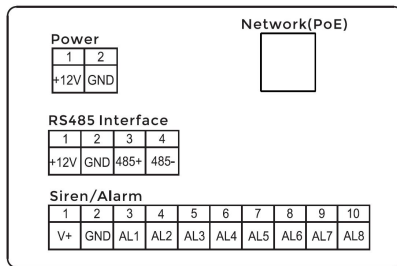 Network(PoE)
Power
1 2
+12V GND
RS485 Interface
1 2 3 4
+12V GND 485+ 485-
Siren/Alarm
1 2 3 4 5 6 7 8 9 10
V+ GND AL1 AL2 AL3 AL4 AL5 AL6 AL7 AL8